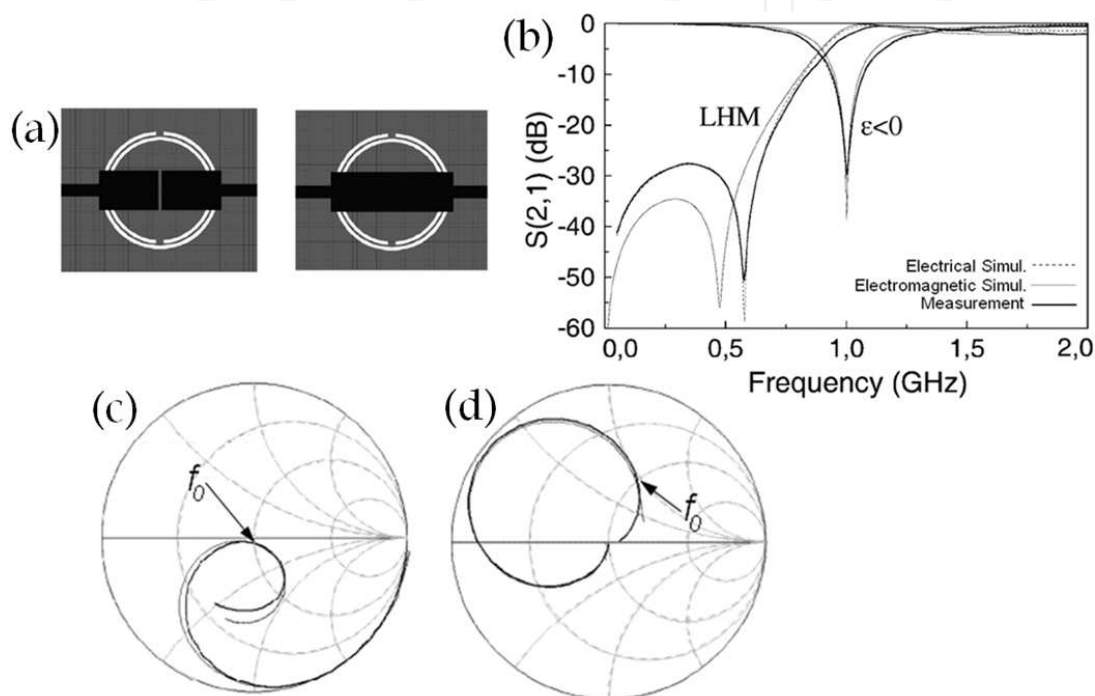 (a)
(b)
S(2,1) (dB)
0
-10
-20
-30
-40
-50
-60
LHM
ε<0
Electrical Simul.
Electromagnetic Simul.
Measurement
0,0
0,5
1,0
1,5
2,0
Frequency (GHz)
(c)
f0
(d)
f0